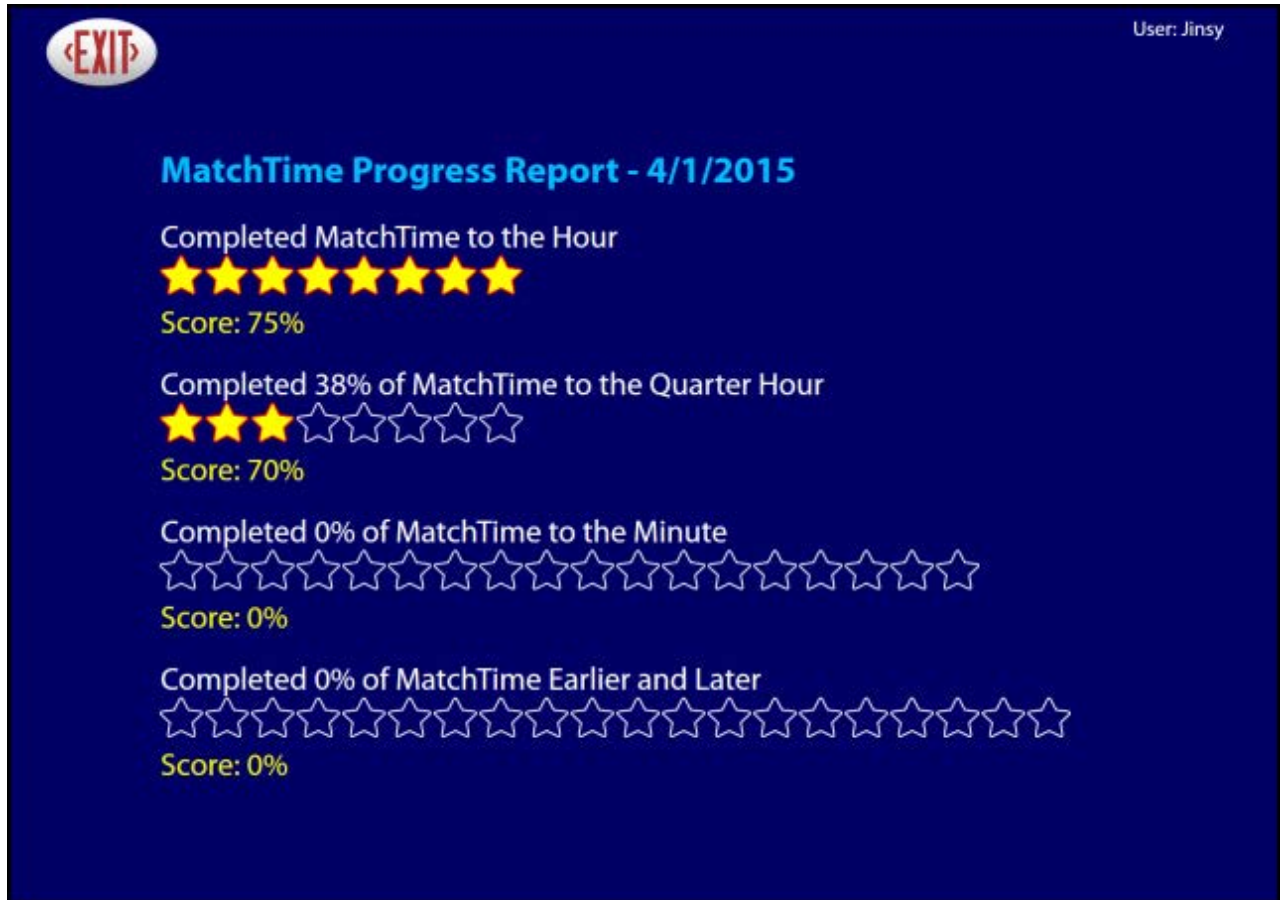 ‹EXIT›
User: Jinsy
MatchTime Progress Report - 4/1/2015
Completed MatchTime to the Hour
Score: 75%
Completed 38% of MatchTime to the Quarter Hour
Score: 70%
Completed 0% of MatchTime to the Minute
Score: 0%
Completed 0% of MatchTime Earlier and Later
Score: 0%